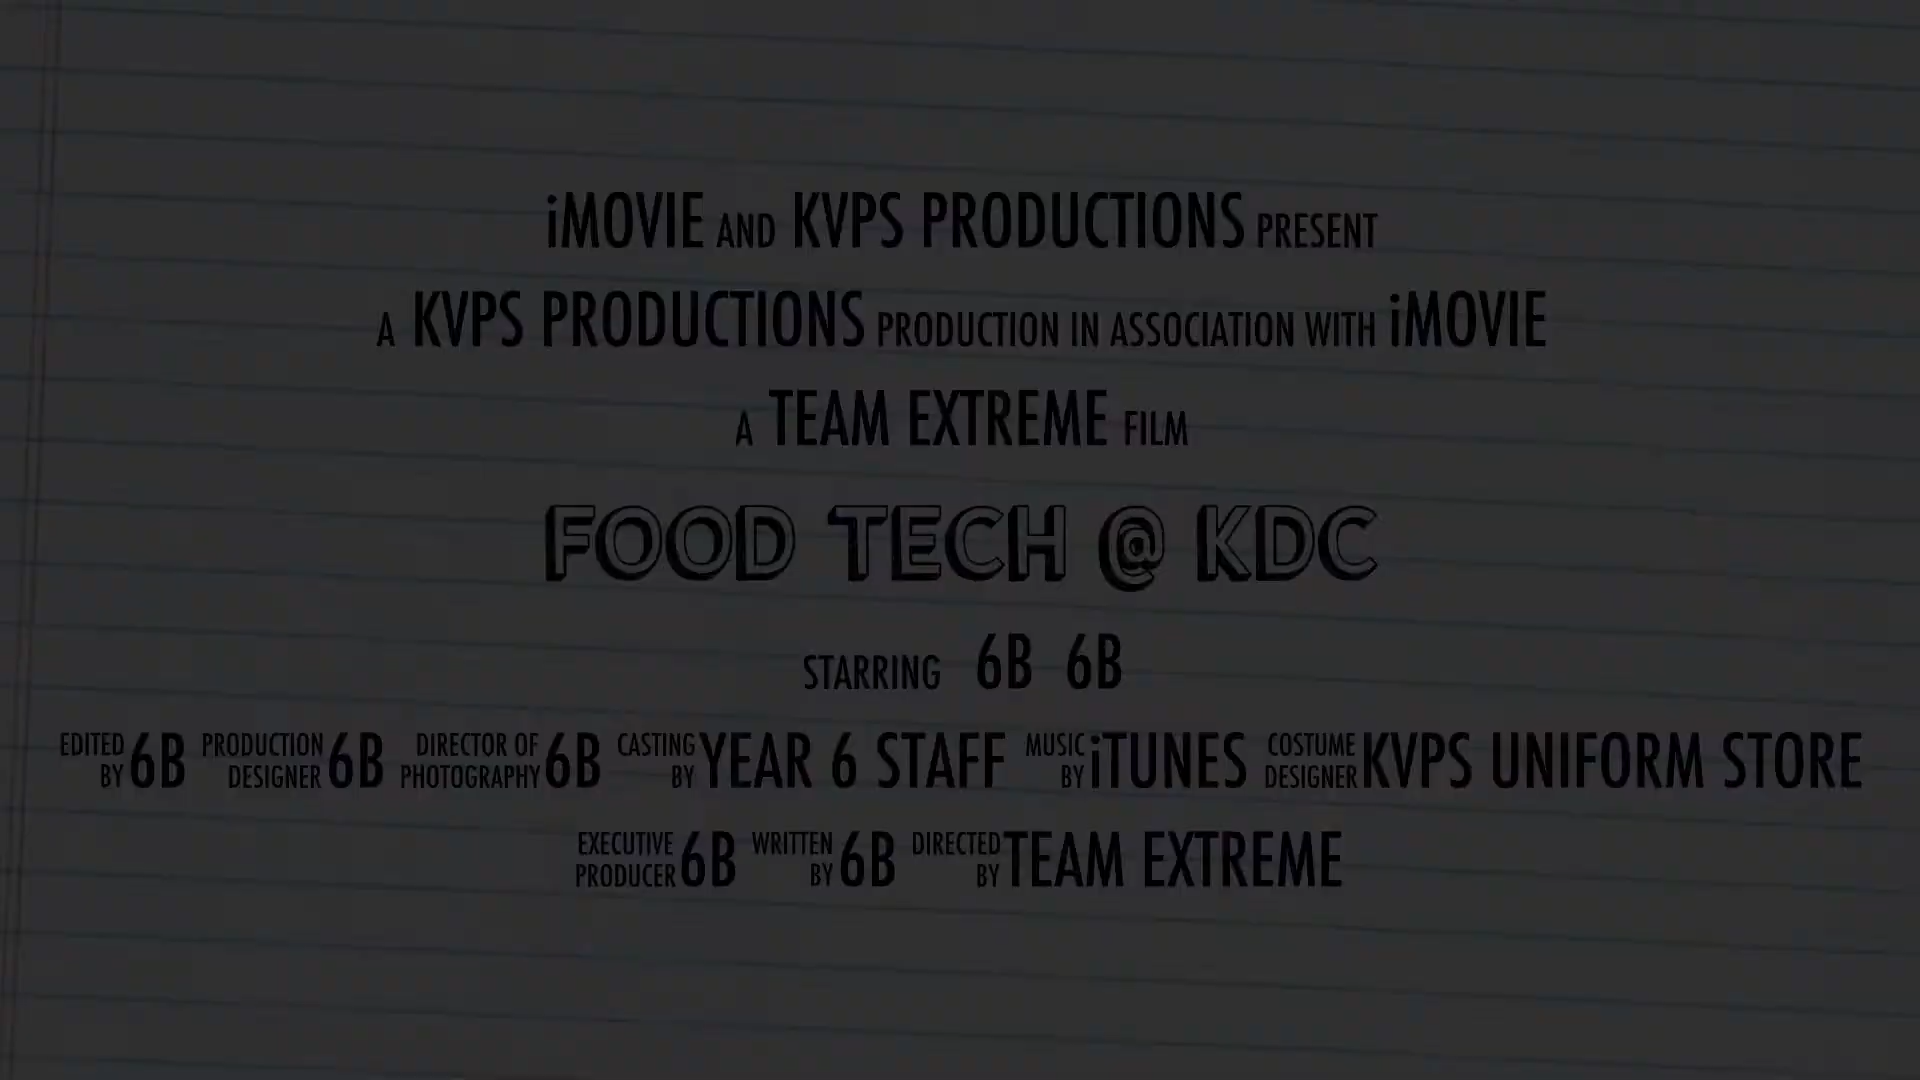 iMOVIE AND KVPS PRODUCTIONS PRESENT
A KVPS PRODUCTIONS PRODUCTION IN ASSOCIATION WITH iMOVIE
A TEAM EXTREME FILM
FOOD TECH @ KDC
STARRING 6B 6B
EDITED BY 6B PRODUCTION DESIGNER 6B DIRECTOR OF PHOTOGRAPHY 6B CASTING BY YEAR 6 STAFF MUSIC BY iTUNES COSTUME DESIGNER KVPS UNIFORM STORE
EXECUTIVE PRODUCER 6B WRITTEN BY 6B DIRECTED BY TEAM EXTREME